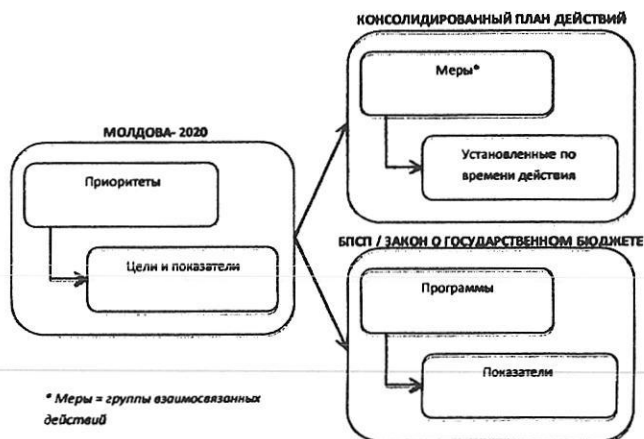 КОНСОЛИДИРОВАННЫЙ ПЛАН ДЕЙСТВИЙ
Меры*
Установленные по
времени действия
МОЛДОВА- 2020
Приоритеты
Цели и показатели
БПСП / ЗАКОН О ГОСУДАРСТВЕННОМ БЮДЖЕТЕ
Программы
Показатели
* Меры = группы взаимосвязанных
действий